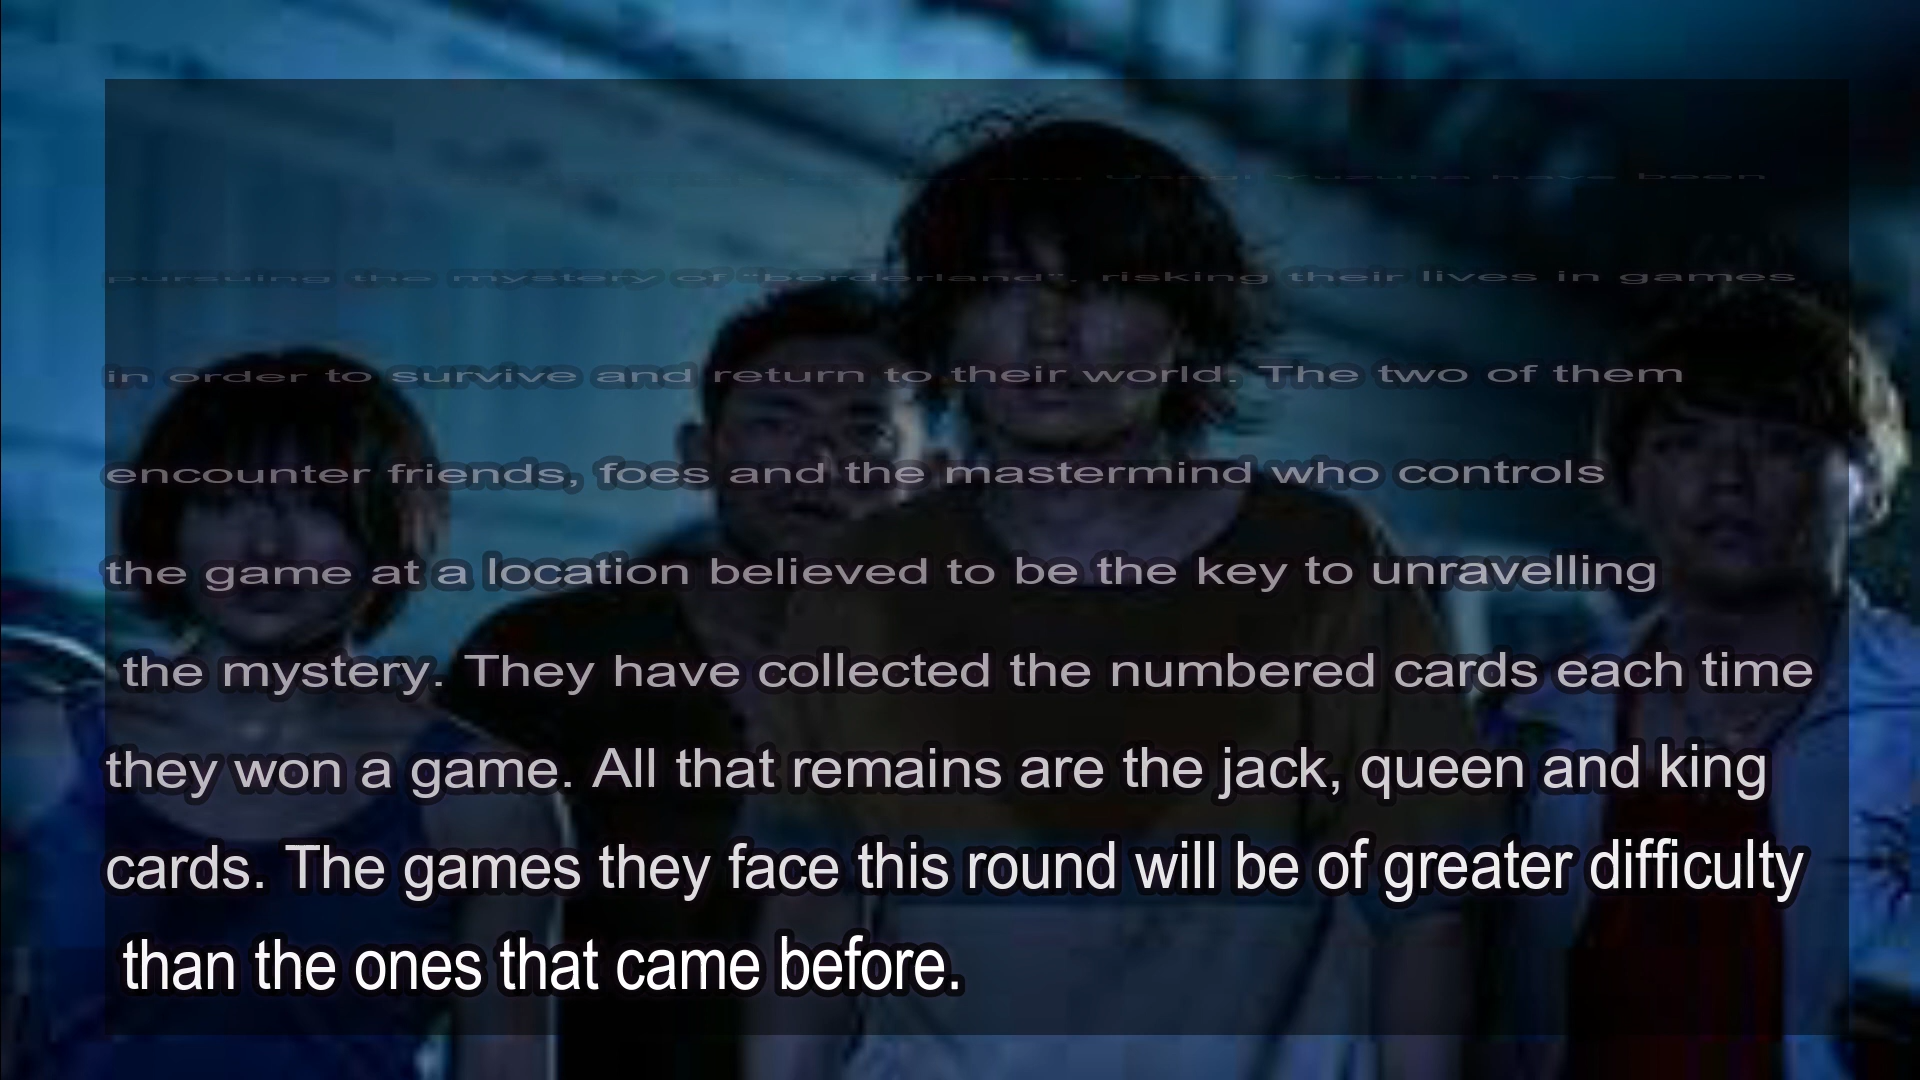 Usagi Yuzuha have been
pursuing the mystery of "borderland", risking their lives in games
in order to survive and return to their world. The two of them
encounter friends, foes and the mastermind who controls
the game at a location believed to be the key to unravelling
the mystery. They have collected the numbered cards each time
they won a game. All that remains are the jack, queen and king
cards. The games they face this round will be of greater difficulty
than the ones that came before.